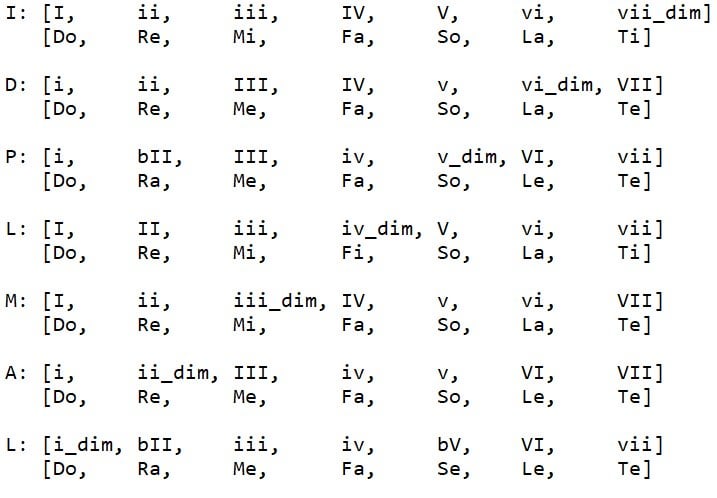 I: [I, ii, iii, IV, V, vi, vii_dim]
[Do, Re, Mi, Fa, So, La, Ti]
D: [i, ii, III, IV, v, vi_dim, VII]
[Do, Re, Me, Fa, So, La, Te]
P: [i, bII, III, iv, v_dim, VI, vii]
[Do, Ra, Me, Fa, So, Le, Te]
L: [I, II, iii, iv_dim, V, vi, vii]
[Do, Re, Mi, Fi, So, La, Ti]
M: [I, ii, iii_dim, IV, v, vi, VII]
[Do, Re, Mi, Fa, So, La, Te]
A: [i, ii_dim, III, iv, v, VI, VII]
[Do, Re, Me, Fa, So, Le, Te]
L: [i_dim, bII, iii, iv, bV, VI, vii]
[Do, Ra, Me, Fa, Se, Le, Te]